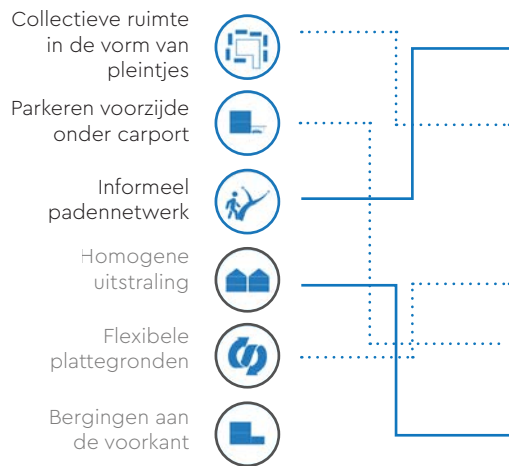 Collectieve ruimte
in de vorm van
pleintjes
Parkeren voorzijde
onder carport
Informeel
padennetwerk
Homogene
uitstraling
Flexibele
plattegronden
Bergingen aan
de voorkant